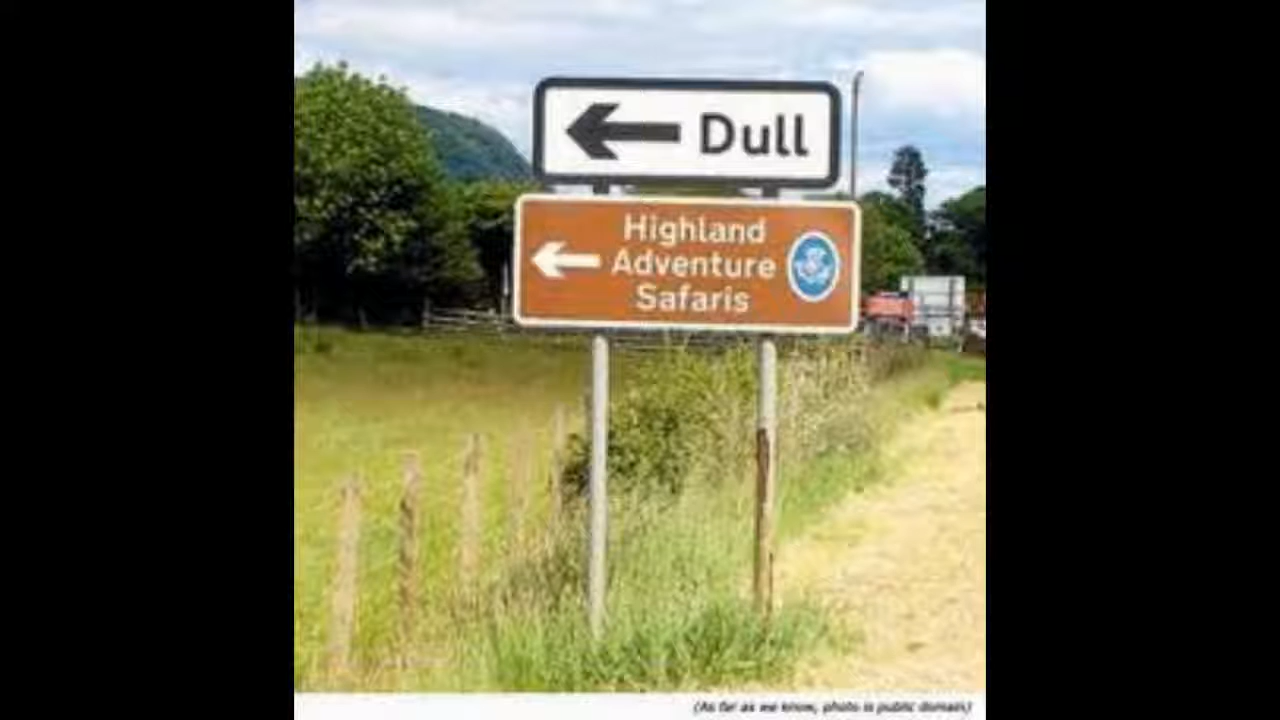 Dull
Highland
Adventure
Safaris
(As far as we know, photo is public domain)